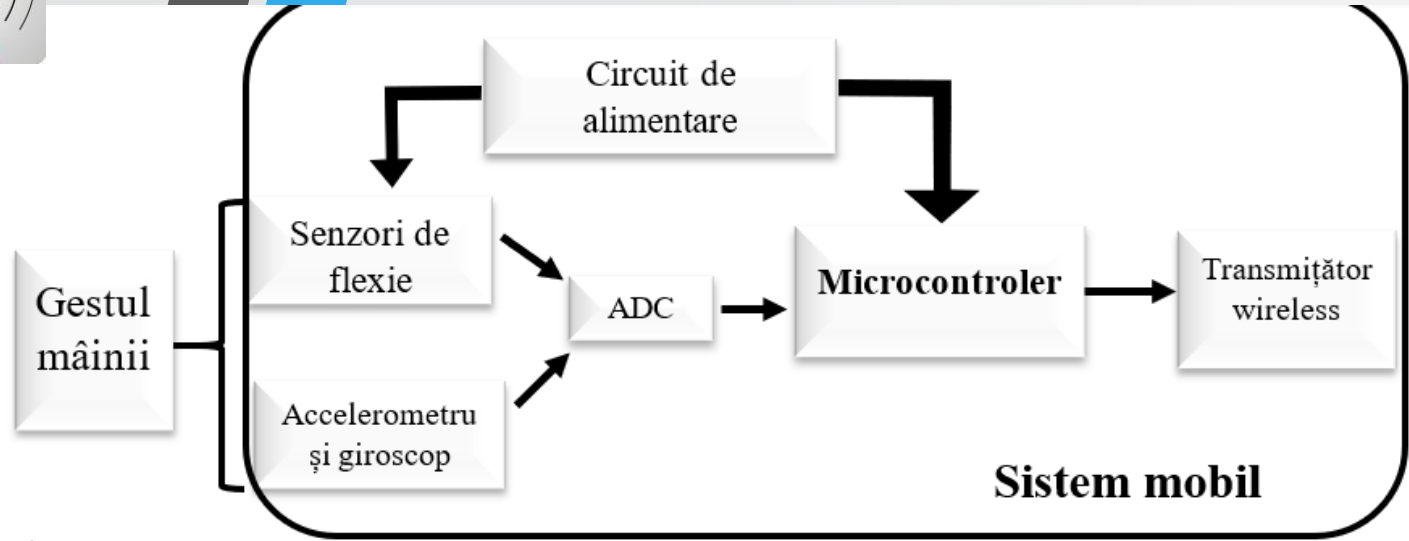 Circuit de
alimentare
Senzori de
flexie
Gestul
mâinii
ADC
Microcontroler
Transmițător
wireless
Accelerometru
și giroscop
Sistem mobil